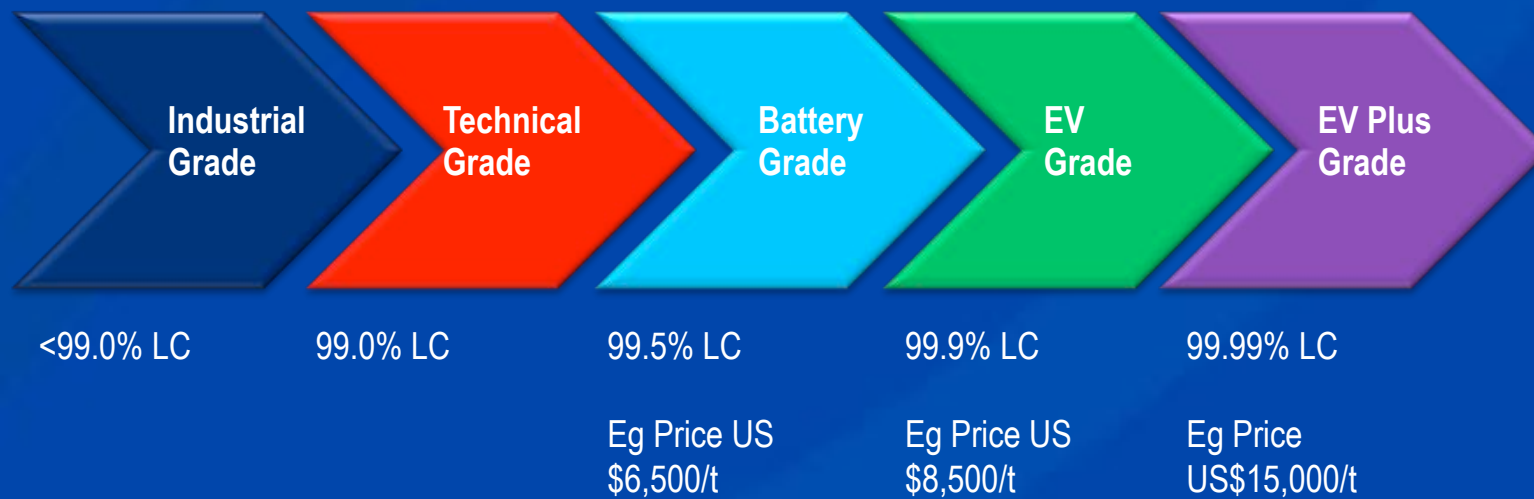 Industrial
Grade
Technical
Grade
Battery
Grade
EV
Grade
EV Plus
Grade
<99.0% LC
99.0% LC
99.5% LC
99.9% LC
99.99% LC
Eg Price US
$6,500/t
Eg Price US
$8,500/t
Eg Price
US$15,000/t